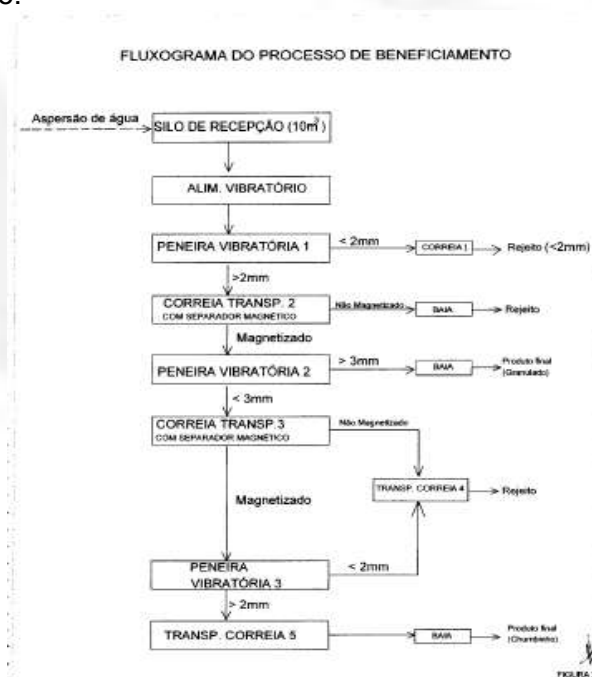 o.
FLUXOGRAMA DO PROCESSO DE BENEFICIAMENTO
Aspersão de água
SILO DE RECEPÇÃO (10m³)
ALIM. VIBRATÓRIO
PENEIRA VIBRATÓRIA 1
< 2mm
CORREIA 1
Rejeito (<2mm)
>2mm
CORREIA TRANSP. 2
COM SEPARADOR MAGNÉTICO
Não Magnetizado
BAIA
Rejeito
Magnetizado
PENEIRA VIBRATÓRIA 2
> 3mm
BAIA
Produto final
(Granulado)
< 3mm
CORREIA TRANSP.3
COM SEPARADOR MAGNÉTICO
Não Magnetizado
TRANSP. CORREIA 4
Rejeito
Magnetizado
PENEIRA
VIBRATÓRIA 3
< 2mm
> 2mm
TRANSP. CORREIA 5
BAIA
Produto final
(Chumbinho)
FIGURA